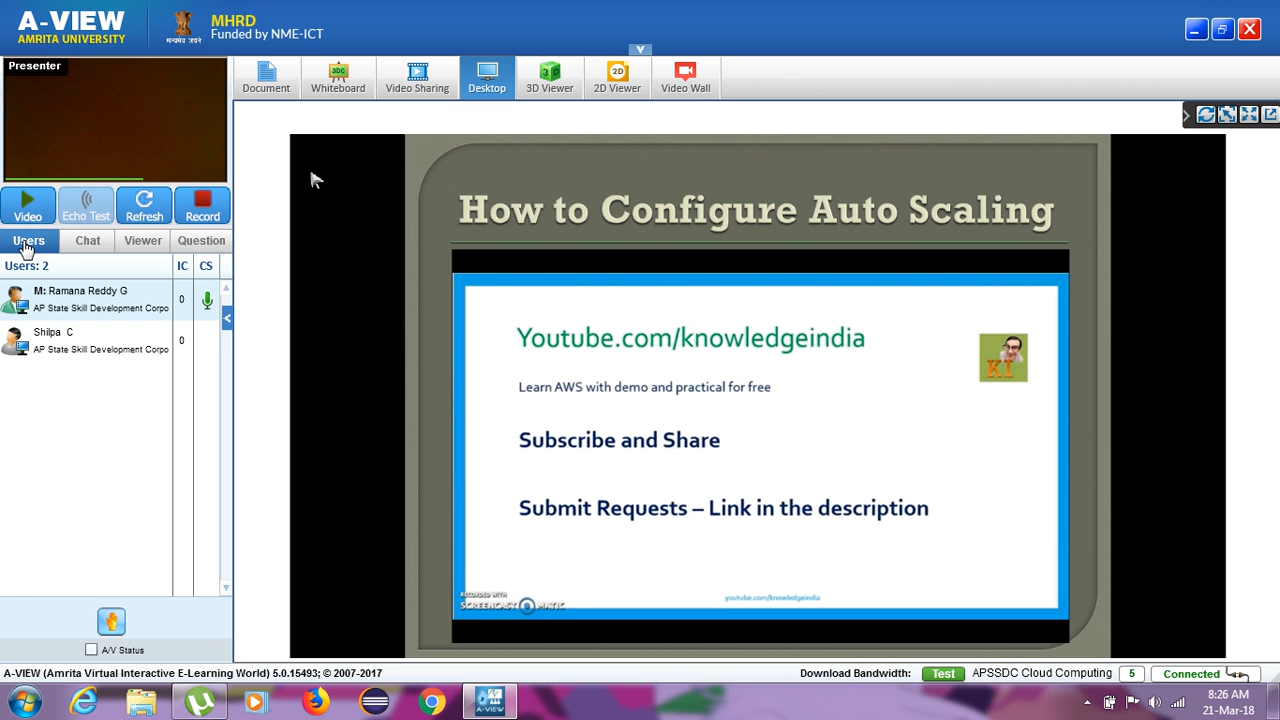 A-VIEW
AMRITA UNIVERSITY
MHRD
Funded by NME-ICT
Presenter
Document
Whiteboard
Video Sharing
Desktop
3D Viewer
2D Viewer
Video Wall
Video
Echo Test
Refresh
Record
Users
Chat
Viewer
Question
Users: 2
IC
CS
M: Ramana Reddy G
AP State Skill Development Corpo
0
Shilpa C
AP State Skill Development Corpo
0
How to Configure Auto Scaling
Youtube.com/knowledgeindia
KI
Learn AWS with demo and practical for free
Subscribe and Share
Submit Requests – Link in the description
RECORDED WITH
SCREENCAST MATIC
youtube.com/knowledgeindia
A/V Status
A-VIEW (Amrita Virtual Interactive E-Learning World) 5.0.15493; © 2007-2017
Download Bandwidth:
Test
APSSDC Cloud Computing
5
Connected
8:26 AM
21-Mar-18